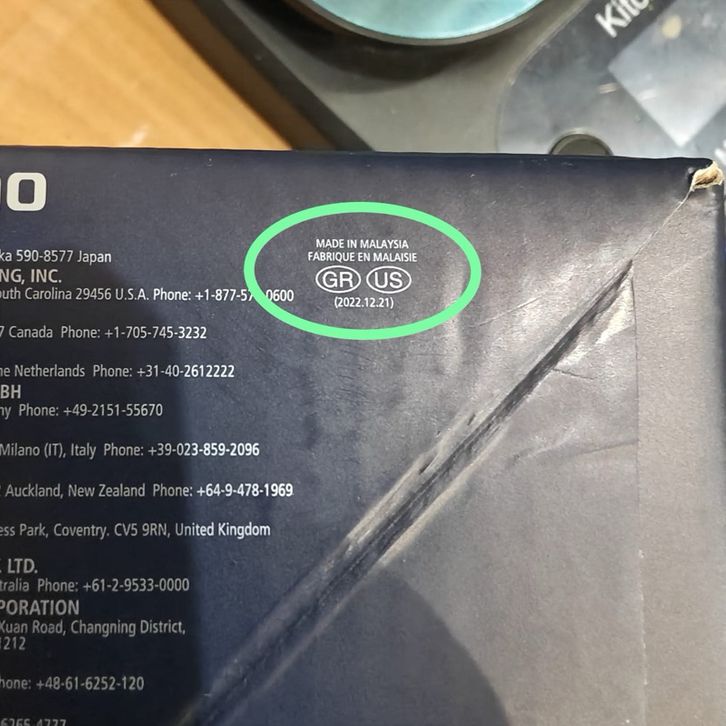 Kitc
MADE IN MALAYSIA
FABRIQUE EN MALAISIE
GR US
(2022.12.21)
ka 590-8577 Japan
NG, INC.
outh Carolina 29456 U.S.A. Phone: +1-877-57 0600
7 Canada Phone: +1-705-745-3232
he Netherlands Phone: +31-40-2612222
BH
ny Phone: +49-2151-55670
Milano (IT), Italy Phone: +39-023-859-2096
Auckland, New Zealand Phone: +64-9-478-1969
ess Park, Coventry. CV5 9RN, United Kingdom
LTD.
tralia Phone: +61-2-9533-0000
PORATION
Xuan Road, Changning District,
1212
hone: +48-61-6252-120